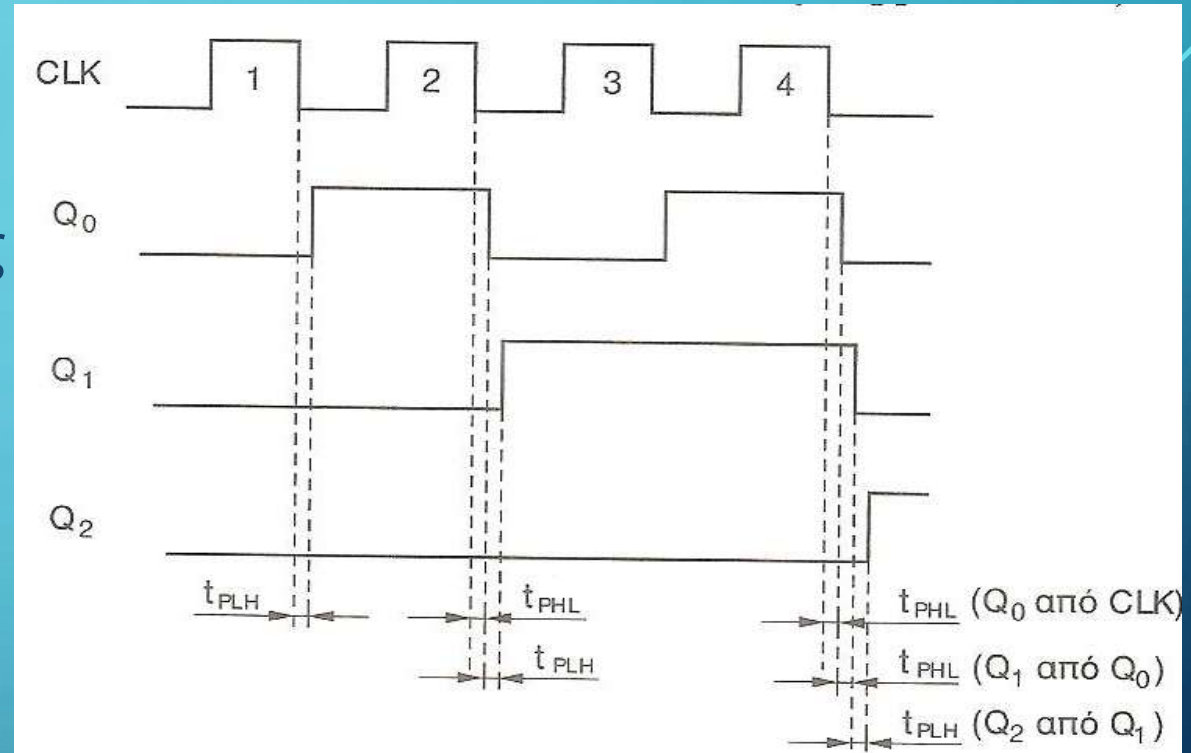 CLK 1 2 3 4
Q0
Q1
Q2
tPLH tPHL tPHL (Q0 από CLK)
tPLH tPHL (Q1 από Q0)
tPLH (Q2 από Q1)